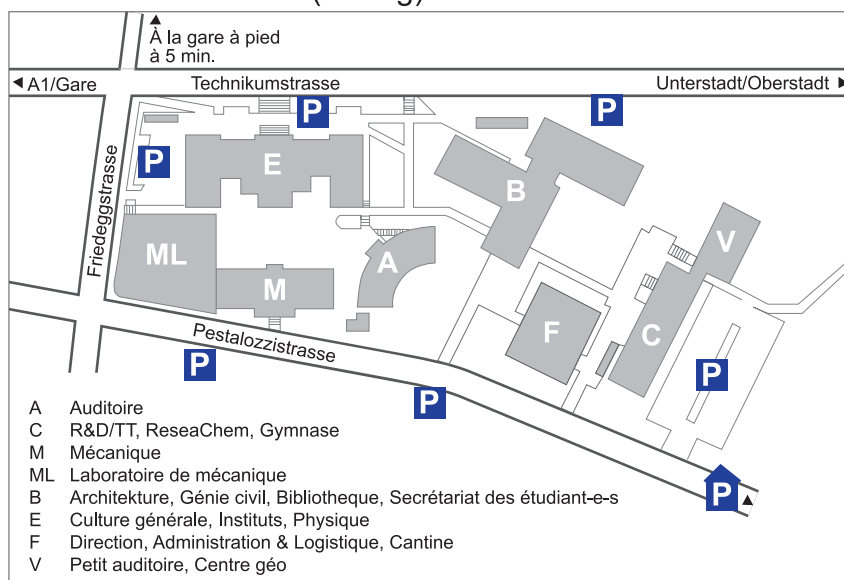 À la gare à pied
à 5 min.
◄ A1/Gare Technikumstrasse Unterstadt/Oberstadt ►
P
P
P
Friedeggstrasse
E
B
V
ML
A
M
F
C
Pestalozzistrasse
P
P
P
P
A Auditoire
C R&D/TT, ReseaChem, Gymnase
M Mécanique
ML Laboratoire de mécanique
B Architekture, Génie civil, Bibliotheque, Secrétariat des étudiant-e-s
E Culture générale, Instituts, Physique
F Direction, Administration & Logistique, Cantine
V Petit auditoire, Centre géo